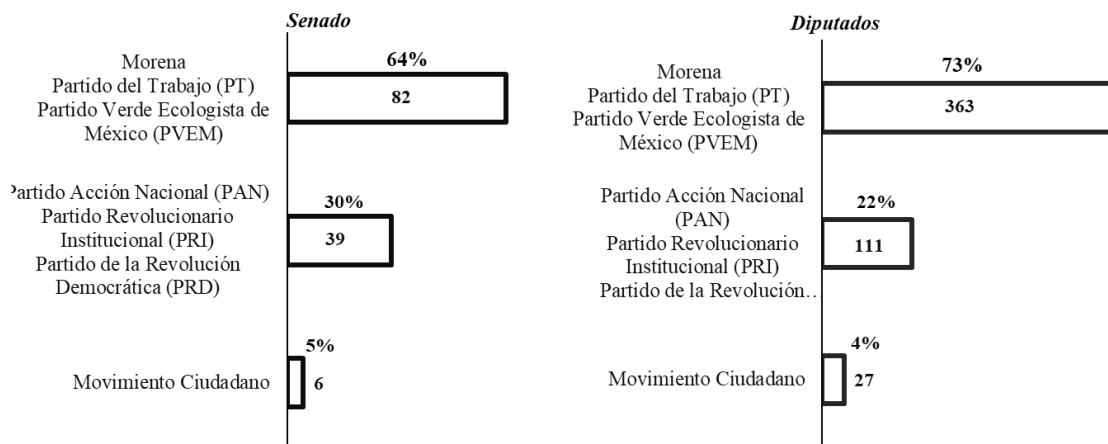 Senado
Morena
Partido del Trabajo (PT)
Partido Verde Ecologista de
México (PVEM)
64%
82
Partido Acción Nacional (PAN)
Partido Revolucionario
Institucional (PRI)
Partido de la Revolución
Democrática (PRD)
30%
39
Movimiento Ciudadano
5%
6
Diputados
Morena
Partido del Trabajo (PT)
Partido Verde Ecologista de
México (PVEM)
73%
363
Partido Acción Nacional
(PAN)
Partido Revolucionario
Institucional (PRI)
Partido de la Revolución…
22%
111
Movimiento Ciudadano
4%
27